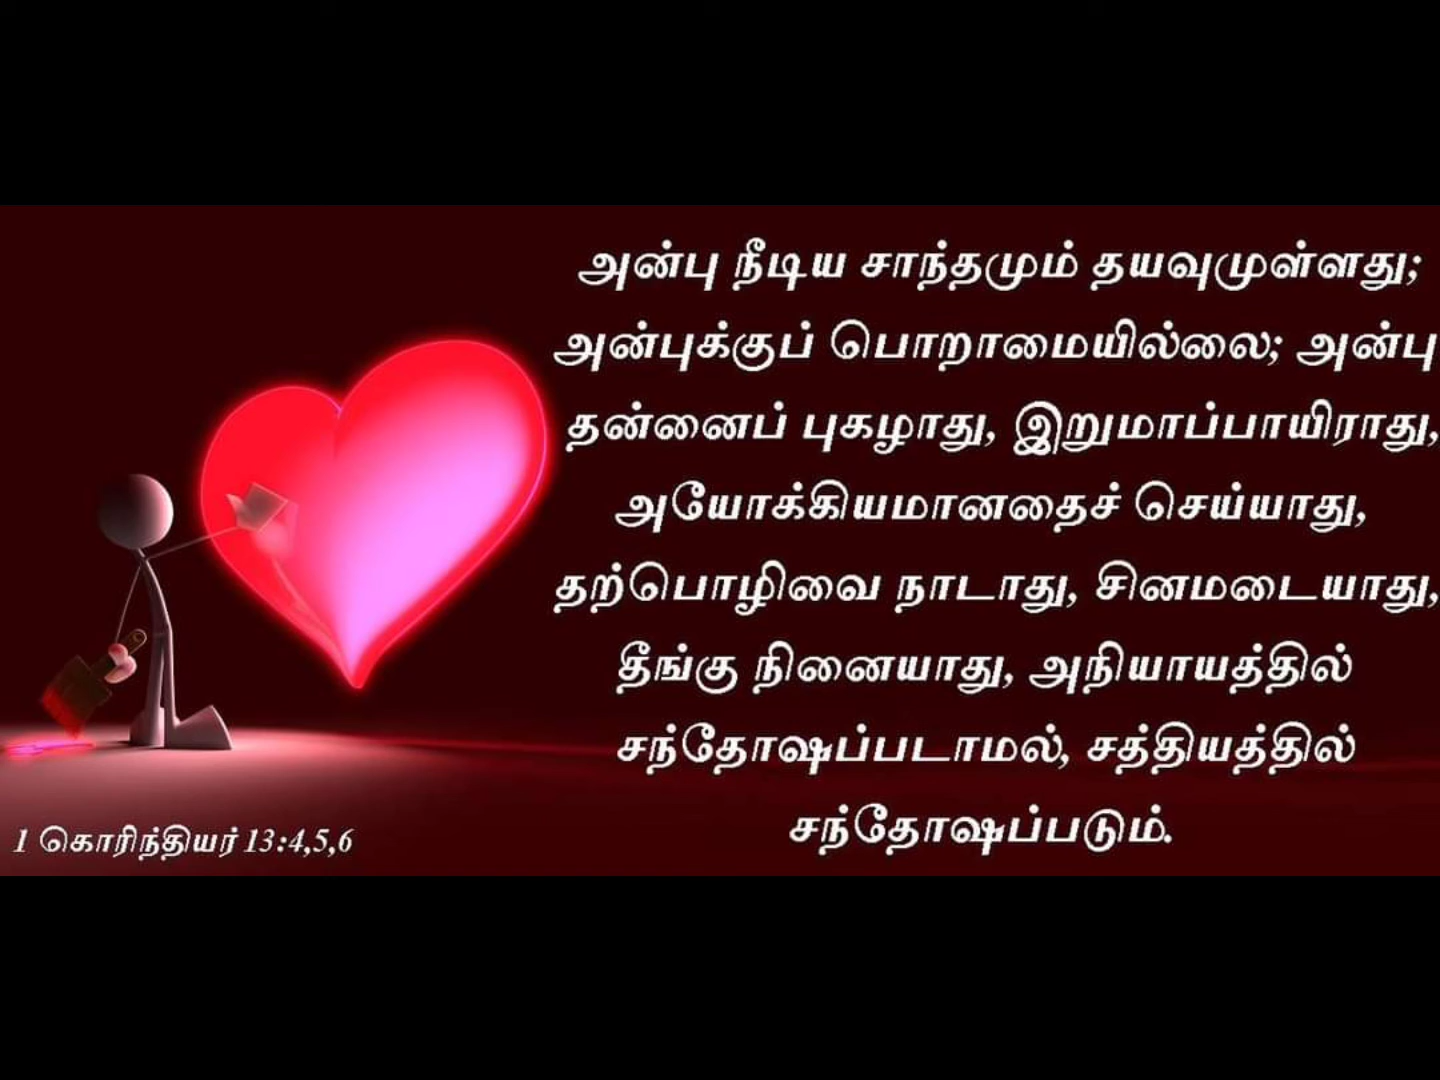 அன்பு நீடிய சாந்தமும் தயவுமுள்ளது;
அன்புக்குப் பொறாமையில்லை; அன்பு
தன்னைப் புகழாது, இறுமாப்பாயிராது,
அயோக்கியமானதைச் செய்யாது,
தற்பொழிவை நாடாது, சினமடையாது,
தீங்கு நினையாது, அநியாயத்தில்
சந்தோஷப்படாமல், சத்தியத்தில்
சந்தோஷப்படும்.
1 கொரிந்தியர் 13:4,5,6